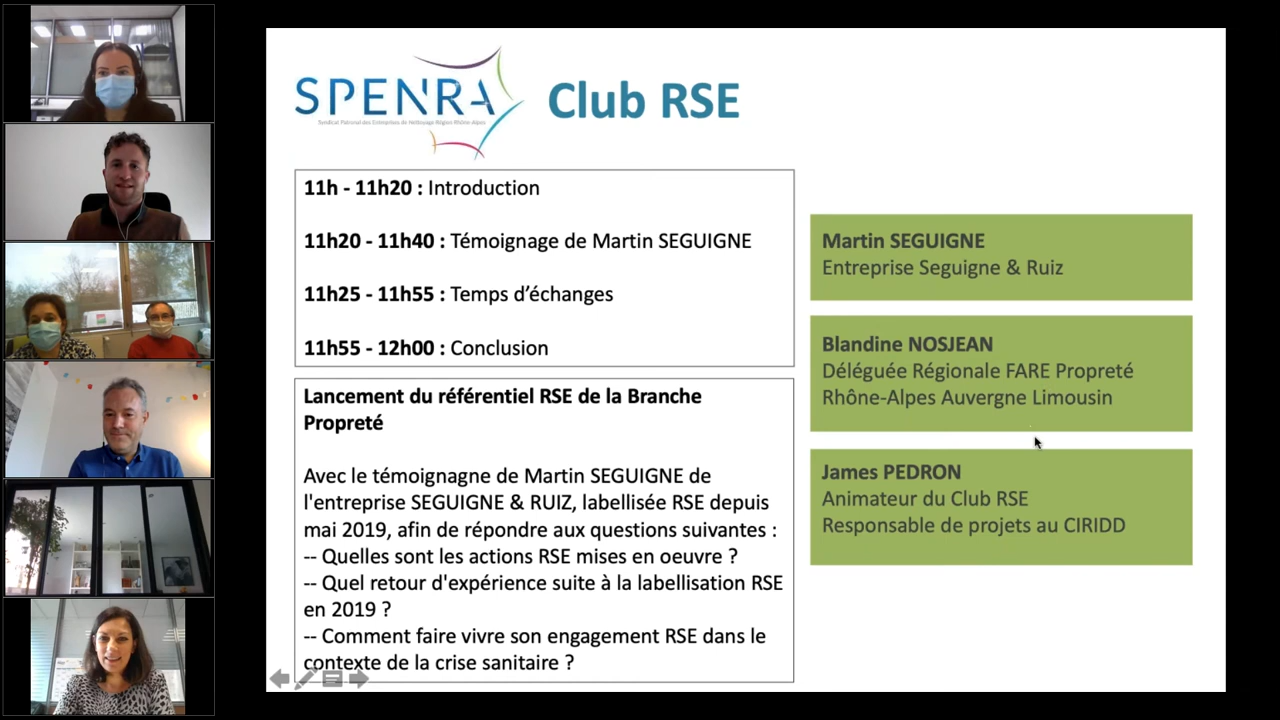 SPENRA
Syndicat Patronal des Entreprises de Nettoyage Région Rhône-Alpes
Club RSE
11h - 11h20 : Introduction
11h20 - 11h40 : Témoignage de Martin SEGUIGNE
11h25 - 11h55 : Temps d’échanges
11h55 - 12h00 : Conclusion
Lancement du référentiel RSE de la Branche
Propreté
Avec le témoignagne de Martin SEGUIGNE de
l'entreprise SEGUIGNE & RUIZ, labellisée RSE depuis
mai 2019, afin de répondre aux questions suivantes :
-- Quelles sont les actions RSE mises en oeuvre ?
-- Quel retour d'expérience suite à la labellisation RSE
en 2019 ?
-- Comment faire vivre son engagement RSE dans le
contexte de la crise sanitaire ?
Martin SEGUIGNE
Entreprise Seguigne & Ruiz
Blandine NOSJEAN
Déléguée Régionale FARE Propreté
Rhône-Alpes Auvergne Limousin
James PEDRON
Animateur du Club RSE
Responsable de projets au CIRIDD